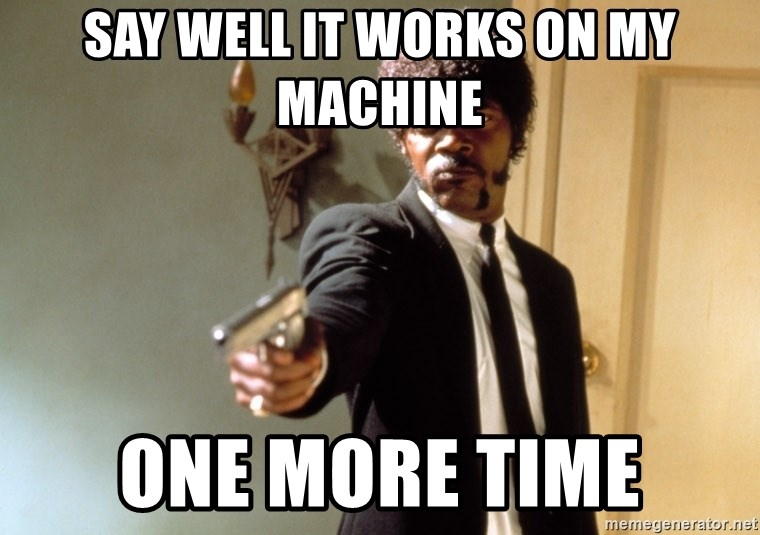 SAY WELL IT WORKS ON MY
MACHINE
ONE MORE TIME
memegenerator.net